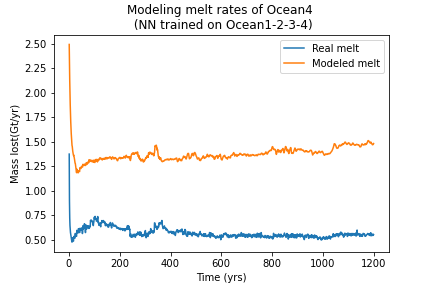 Modeling melt rates of Ocean4
(NN trained on Ocean1-2-3-4)
Real melt
Modeled melt
Mass lost(Gt/yr)
2.50
2.25
2.00
1.75
1.50
1.25
1.00
0.75
0.50
0 200 400 600 800 1000 1200
Time (yrs)